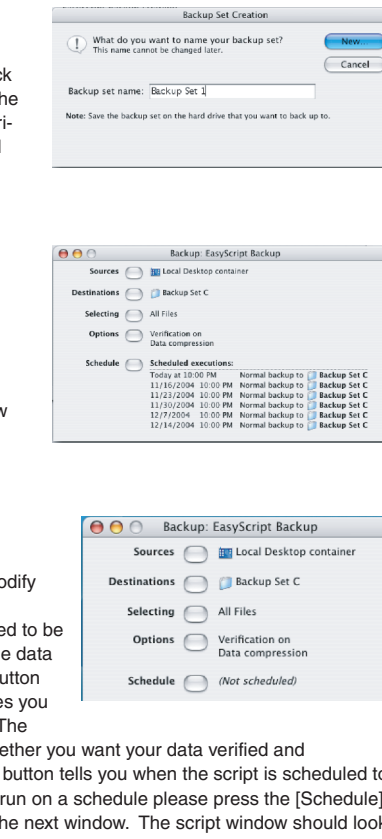 Backup Set Creation
What do you want to name your backup set?
This name cannot be changed later.
New...
Cancel
Backup set name: Backup Set 1
Note: Save the backup set on the hard drive that you want to back up to.
ck
he
ri-
Backup: EasyScript Backup
Sources Local Desktop container
Destinations Backup Set C
Selecting All Files
Options Verification on
Data compression
Schedule Scheduled executions:
Today at 10:00 PM Normal backup to Backup Set C
11/16/2004 10:00 PM Normal backup to Backup Set C
11/23/2004 10:00 PM Normal backup to Backup Set C
11/30/2004 10:00 PM Normal backup to Backup Set C
12/7/2004 10:00 PM Normal backup to Backup Set C
12/14/2004 10:00 PM Normal backup to Backup Set C
w
Backup: EasyScript Backup
Sources Local Desktop container
Destinations Backup Set C
Selecting All Files
Options Verification on
Data compression
Schedule (Not scheduled)
odify
ed to be
e data
utton
es you
The
ether you want your data verified and
button tells you when the script is scheduled to
run on a schedule please press the [Schedule]
the next window. The script window should look